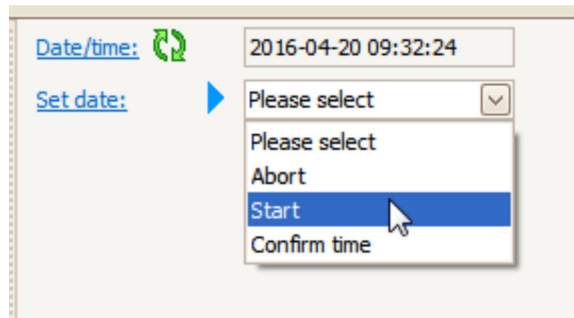 Date/time: 2016-04-20 09:32:24
Set date: Please select
Please select
Abort
Start
Confirm time